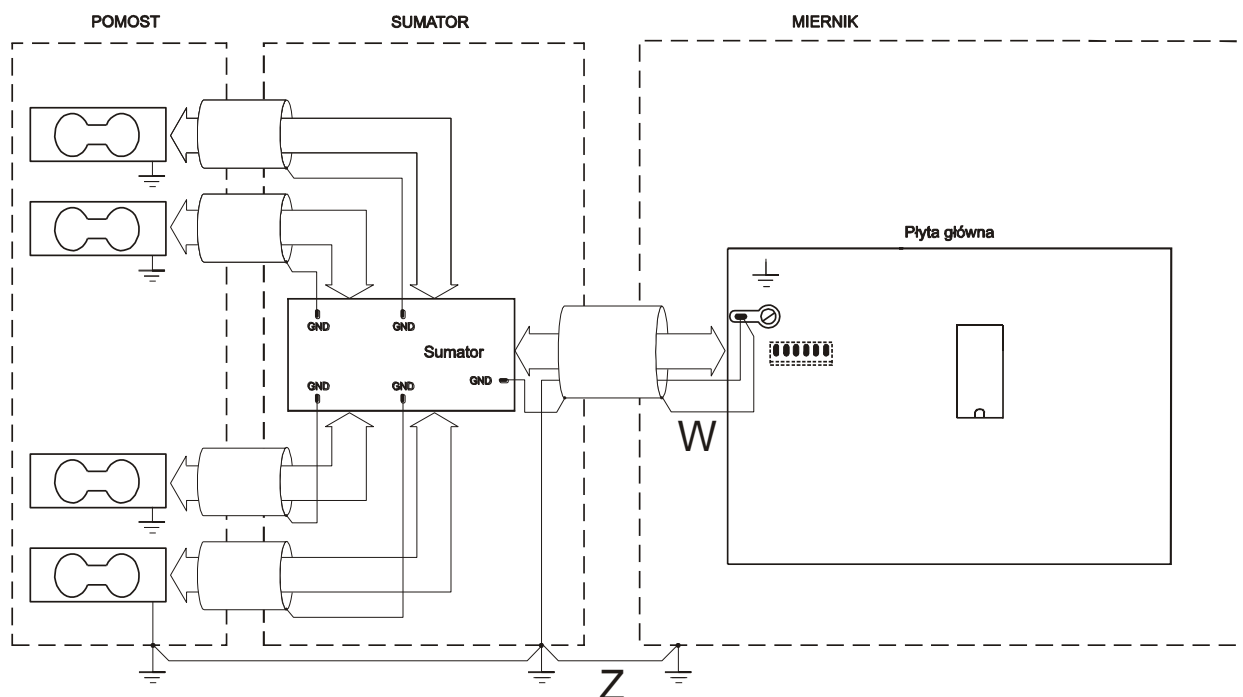 POMOST
SUMATOR
MIERNIK
Płyta główna
GND
GND
Sumator
GND
GND
GND
W
Z